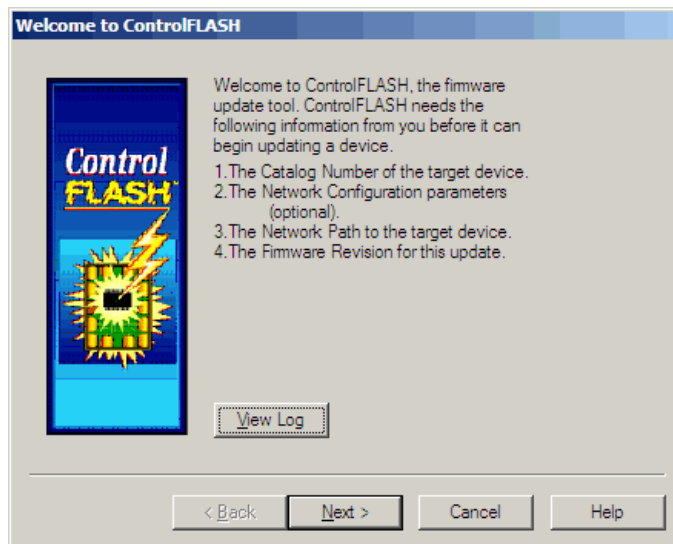 Welcome to ControlFLASH
Control
FLASH™
Welcome to ControlFLASH, the firmware
update tool. ControlFLASH needs the
following information from you before it can
begin updating a device.
1.The Catalog Number of the target device.
2.The Network Configuration parameters
(optional).
3.The Network Path to the target device.
4.The Firmware Revision for this update.
View Log
< Back
Next >
Cancel
Help